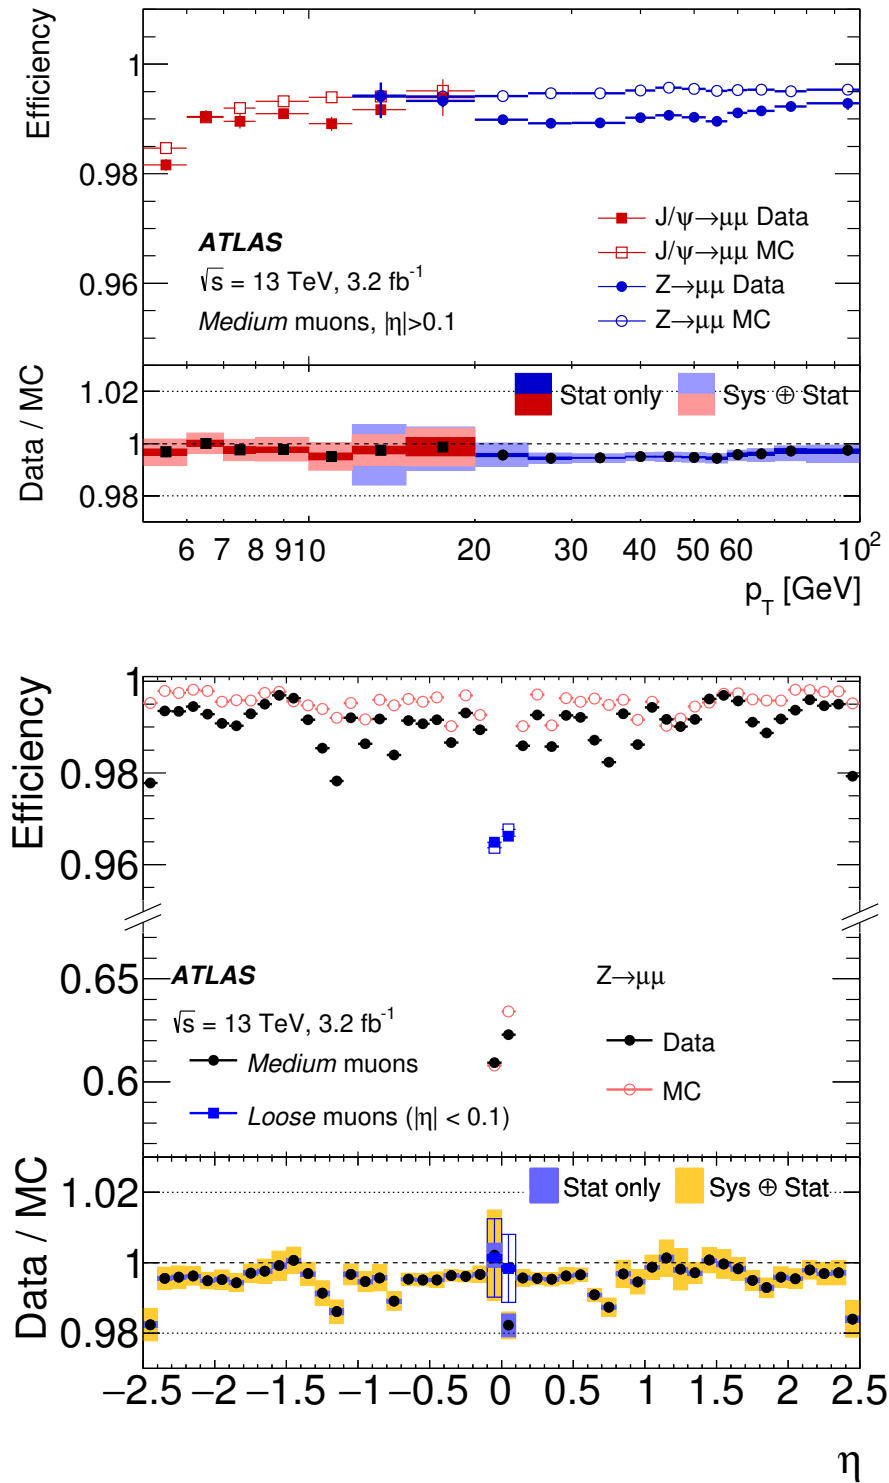 Efficiency
1
0.98
0.96
ATLAS
√s = 13 TeV, 3.2 fb⁻¹
Medium muons, |η|>0.1
J/ψ→μμ Data
J/ψ→μμ MC
Z→μμ Data
Z→μμ MC
Data / MC
1.02
1
0.98
Stat only
Sys ⊕ Stat
6 7 8 910 20 30 40 50 60 10²
p_T [GeV]
Efficiency
1
0.98
0.96
0.65
0.6
ATLAS
√s = 13 TeV, 3.2 fb⁻¹
Medium muons
Loose muons (|η| < 0.1)
Z→μμ
Data
MC
Data / MC
1.02
1
0.98
Stat only
Sys ⊕ Stat
−2.5 −2 −1.5 −1 −0.5 0 0.5 1 1.5 2 2.5
η